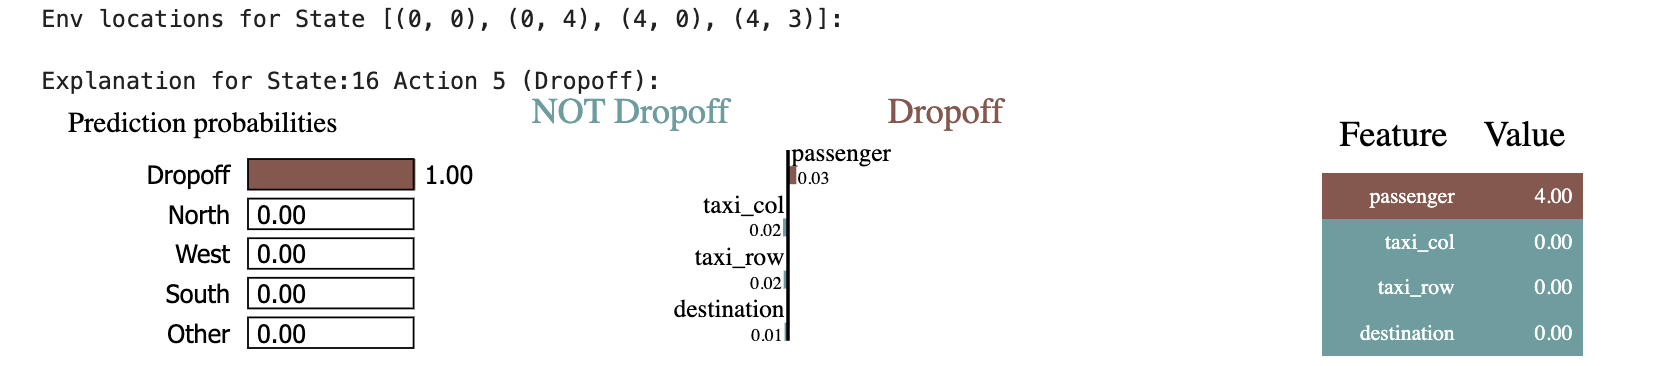 Env locations for State [(0, 0), (0, 4), (4, 0), (4, 3)]:
Explanation for State:16 Action 5 (Dropoff):
Prediction probabilities
Dropoff 1.00
North 0.00
West 0.00
South 0.00
Other 0.00
NOT Dropoff Dropoff
passenger
0.03
taxi_col
0.02
taxi_row
0.02
destination
0.01
Feature Value
passenger 4.00
taxi_col 0.00
taxi_row 0.00
destination 0.00